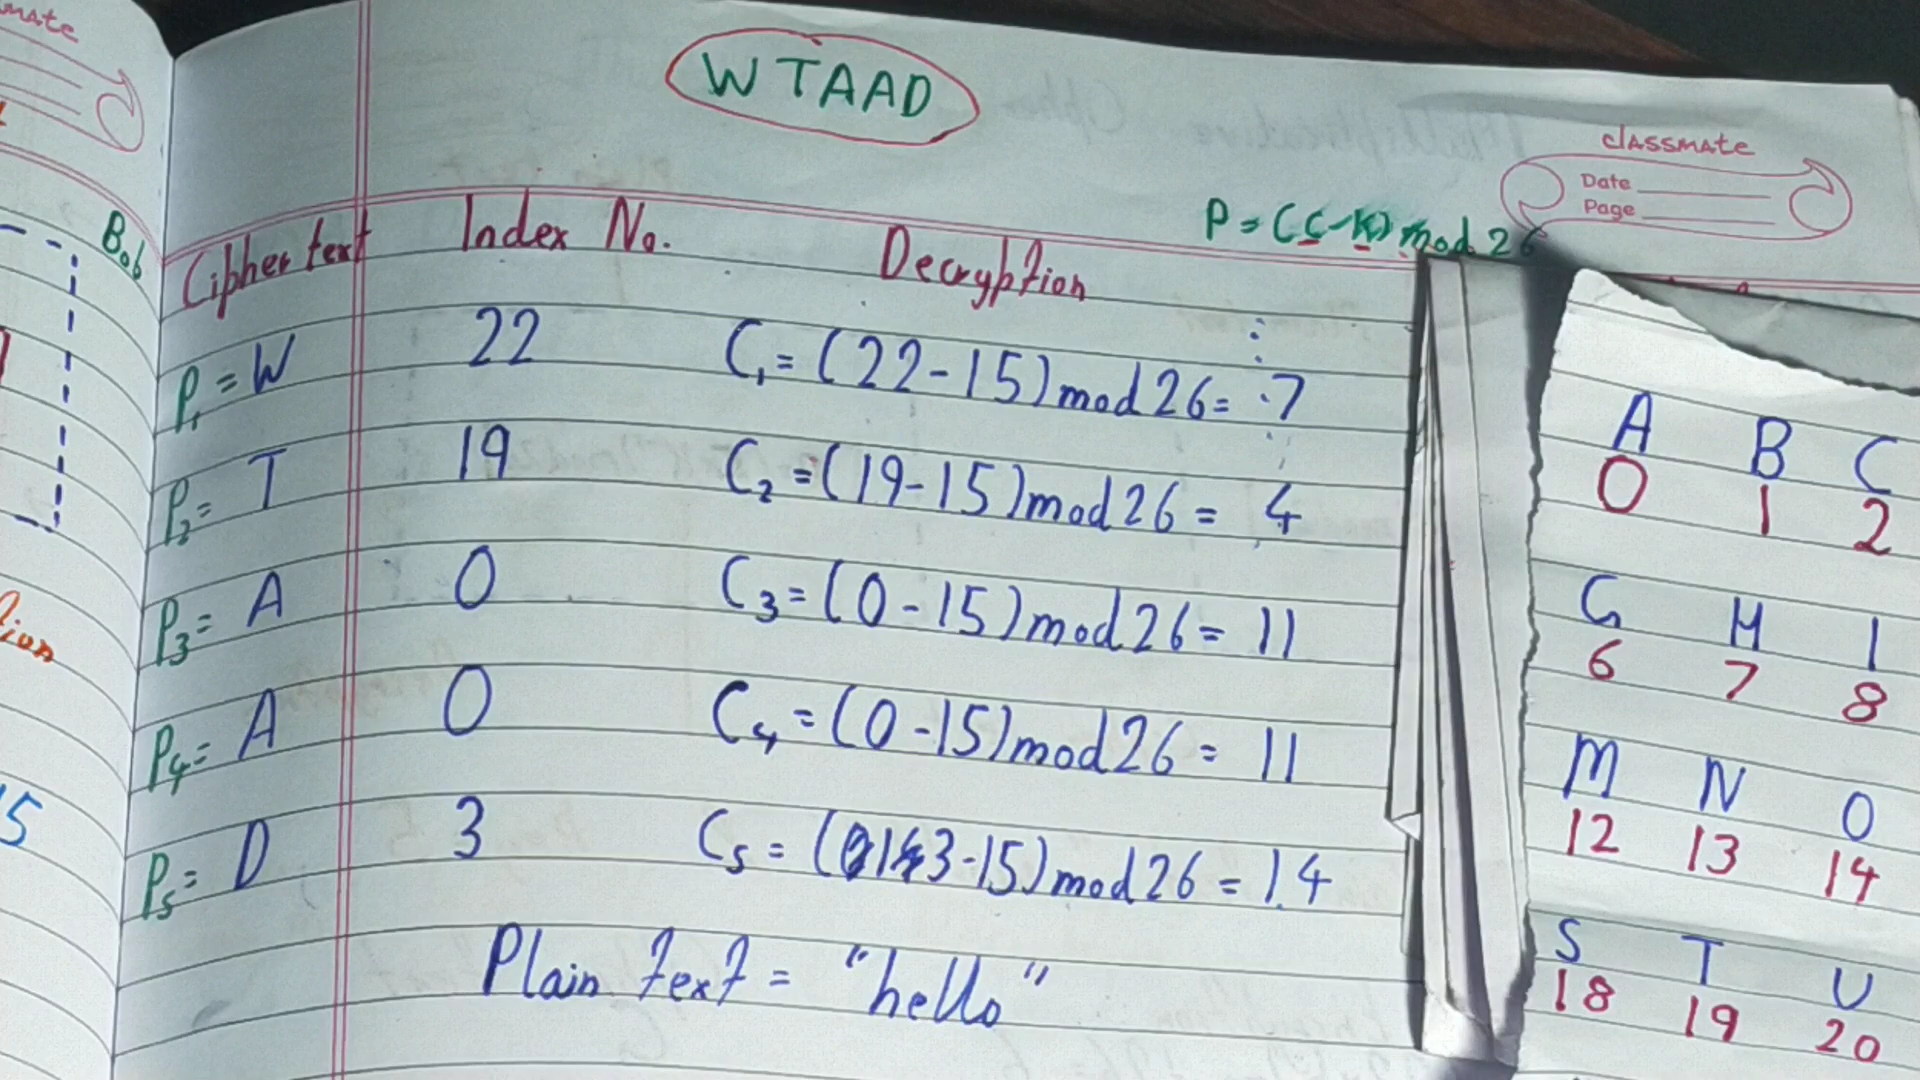 WTAAD
classmate
Date
Page
P = (C-K) mod 26
Bob
Cipher text Index No. Decryption
P1 = W 22 C1 = (22-15) mod 26 = 7
P2 = T 19 C2 = (19-15) mod 26 = 4
P3 = A 0 C3 = (0-15) mod 26 = 11
P4 = A 0 C4 = (0-15) mod 26 = 11
P5 = D 3 C5 = (3-15) mod 26 = 14
Plain text = "hello"
15
A B C
0 1 2
G H I
6 7 8
M N O
12 13 14
S T U
18 19 20